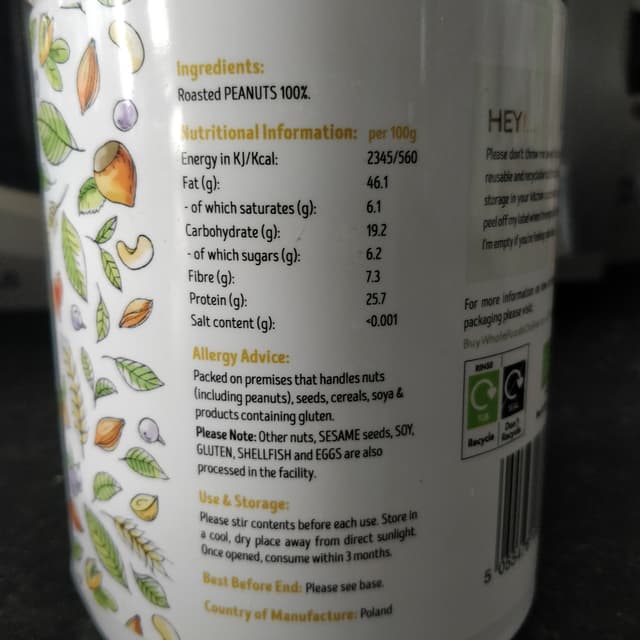 Ingredients:
Roasted PEANUTS 100%.
Nutritional Information: per 100g
Energy in KJ/Kcal: 2345/560
Fat (g): 46.1
- of which saturates (g): 6.1
Carbohydrate (g): 19.2
- of which sugars (g): 6.2
Fibre (g): 7.3
Protein (g): 25.7
Salt content (g): <0.001
Allergy Advice:
Packed on premises that handles nuts
(including peanuts), seeds, cereals, soya &
products containing gluten.
Please Note: Other nuts, SESAME seeds, SOY,
GLUTEN, SHELLFISH and EGGS are also
processed in the facility.
Use & Storage:
Please stir contents before each use. Store in
a cool, dry place away from direct sunlight.
Once opened, consume within 3 months.
Best Before End: Please see base.
Country of Manufacture: Poland
HEY!...
Please don't throw me
reusable and recyclable
storage in your kitchen
peel off my label
I'm empty if you're feeling
For more information
packaging please visit:
RINSE
Recycle
Don't
Recycle